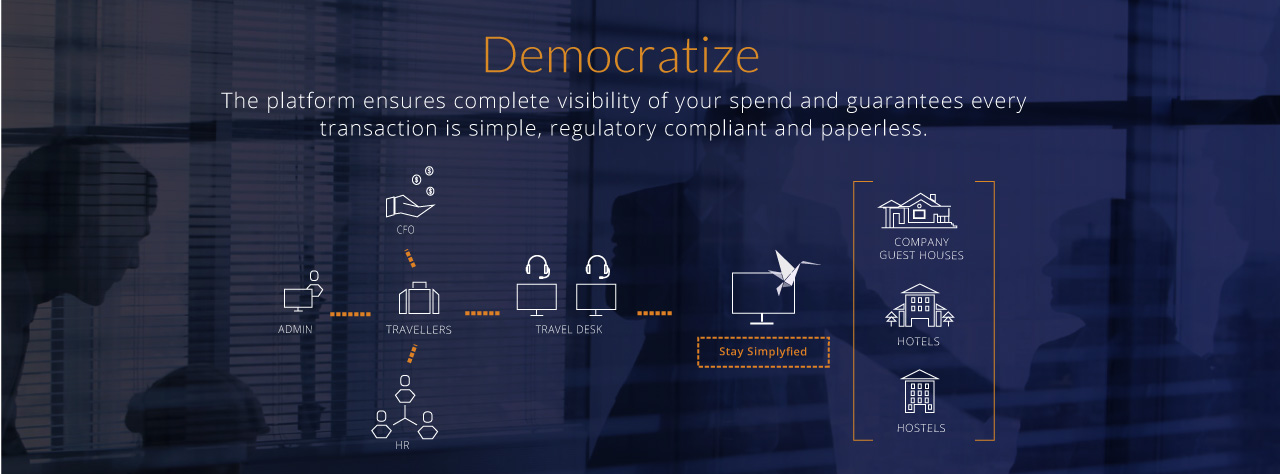 Democratize
The platform ensures complete visibility of your spend and guarantees every
transaction is simple, regulatory compliant and paperless.
CFO
ADMIN
TRAVELLERS
TRAVEL DESK
HR
Stay Simplyfied
COMPANY
GUEST HOUSES
HOTELS
HOSTELS